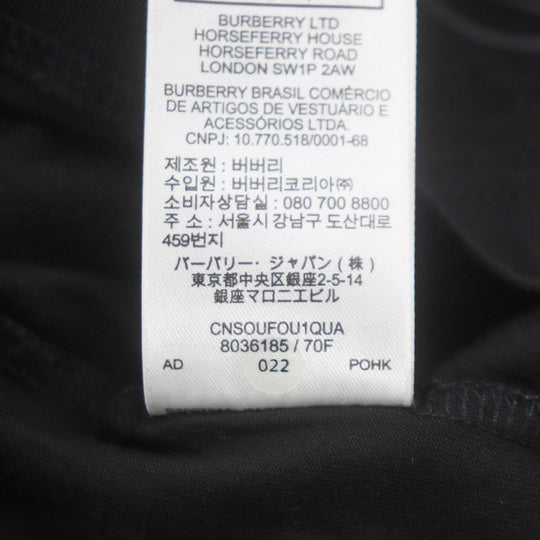 BURBERRY LTD
HORSEFERRY HOUSE
HORSEFERRY ROAD
LONDON SW1P 2AW
BURBERRY BRASIL COMÉRCIO
DE ARTIGOS DE VESTUÁRIO E
ACESSÓRIOS LTDA.
CNPJ: 10.770.518/0001-68
제조원 : 버버리
수입원 : 버버리코리아㈜
소비자상담실 : 080 700 8800
주 소 : 서울시 강남구 도산대로
459번지
バーバリー・ジャパン（株）
東京都中央区銀座2-5-14
銀座マロニエビル
CNSOUFOU1QUA
8036185 / 70F
AD 022 POHK